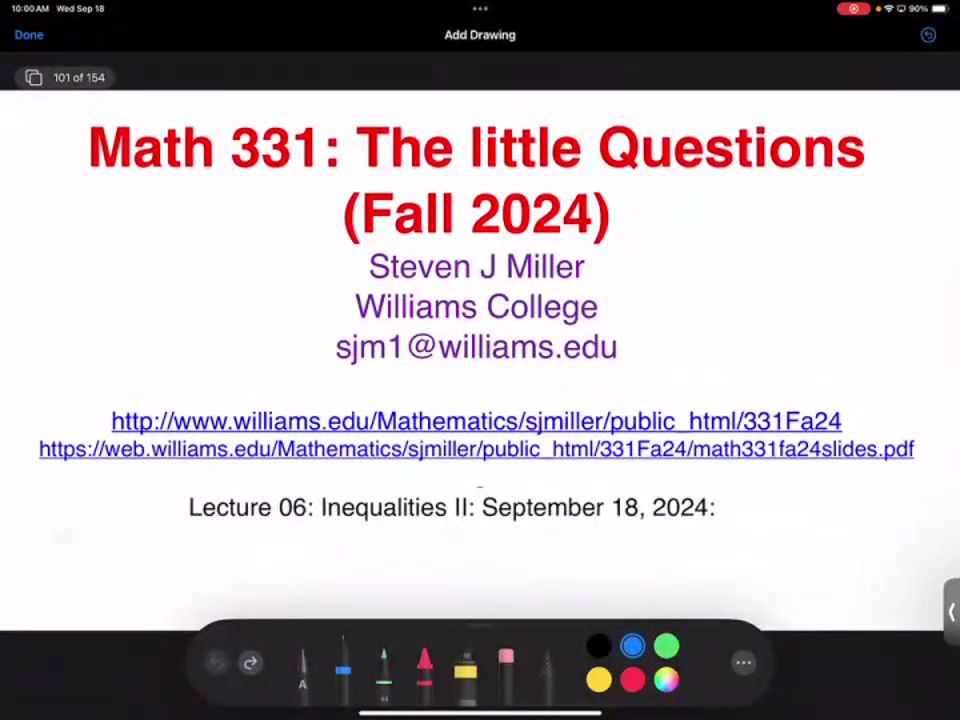 10:00 AM Wed Sep 18
90%
Done
Add Drawing
101 of 154
Math 331: The little Questions
(Fall 2024)
Steven J Miller
Williams College
sjm1@williams.edu
http://www.williams.edu/Mathematics/sjmiller/public_html/331Fa24
https://web.williams.edu/Mathematics/sjmiller/public_html/331Fa24/math331fa24slides.pdf
Lecture 06: Inequalities II: September 18, 2024:
A